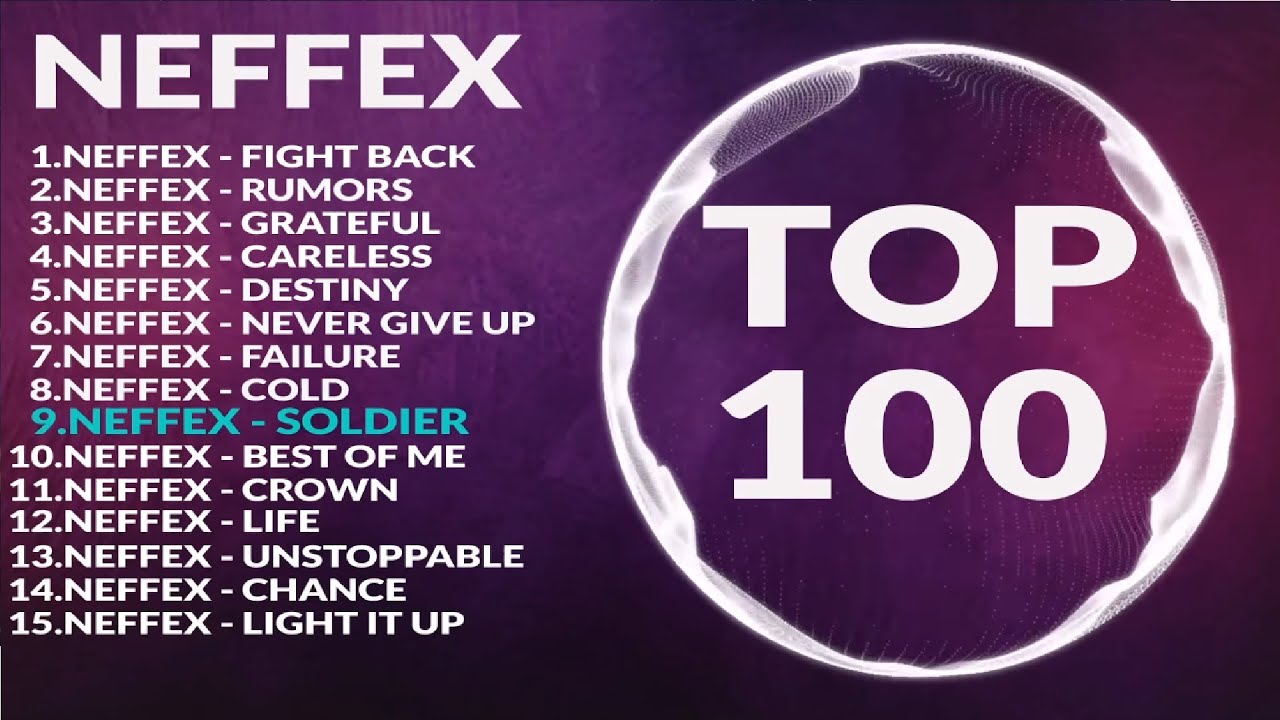 NEFFEX
1.NEFFEX - FIGHT BACK
2.NEFFEX - RUMORS
3.NEFFEX - GRATEFUL
4.NEFFEX - CARELESS
5.NEFFEX - DESTINY
6.NEFFEX - NEVER GIVE UP
7.NEFFEX - FAILURE
8.NEFFEX - COLD
9.NEFFEX - SOLDIER
10.NEFFEX - BEST OF ME
11.NEFFEX - CROWN
12.NEFFEX - LIFE
13.NEFFEX - UNSTOPPABLE
14.NEFFEX - CHANCE
15.NEFFEX - LIGHT IT UP
TOP
100